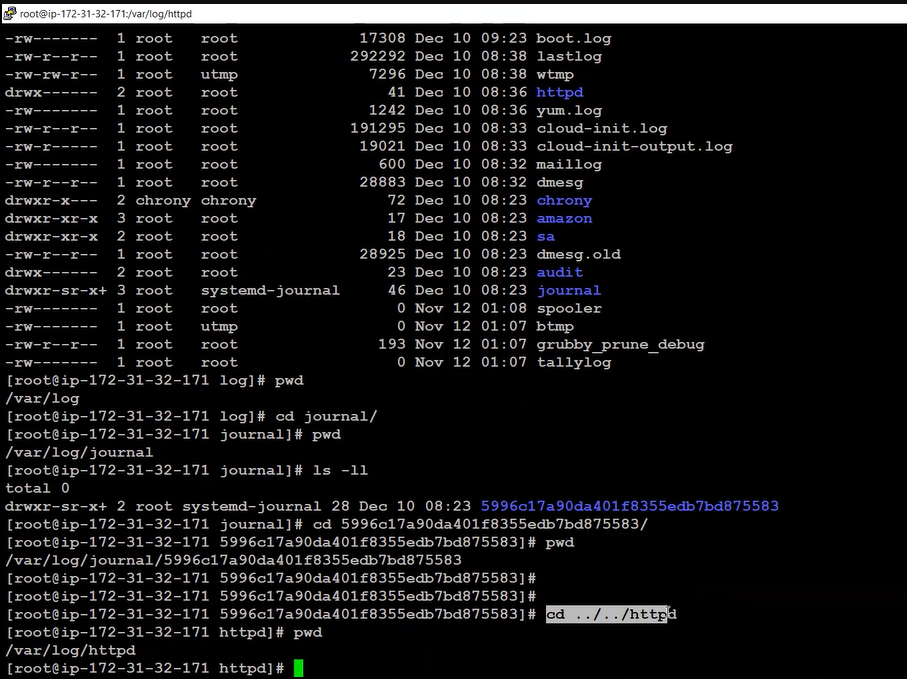 root@ip-172-31-32-171:/var/log/httpd
-rw------- 1 root root 17308 Dec 10 09:23 boot.log
-rw-r--r-- 1 root root 292292 Dec 10 08:38 lastlog
-rw-rw-r-- 1 root utmp 7296 Dec 10 08:38 wtmp
drwx------ 2 root root 41 Dec 10 08:36 httpd
-rw------- 1 root root 1242 Dec 10 08:36 yum.log
-rw-r--r-- 1 root root 191295 Dec 10 08:33 cloud-init.log
-rw-r--r-- 1 root root 19021 Dec 10 08:33 cloud-init-output.log
-rw------- 1 root root 600 Dec 10 08:32 maillog
-rw-r--r-- 1 root root 28883 Dec 10 08:32 dmesg
drwxr-x--- 2 chrony chrony 72 Dec 10 08:23 chrony
drwxr-xr-x 3 root root 17 Dec 10 08:23 amazon
drwxr-xr-x 2 root root 18 Dec 10 08:23 sa
-rw-r--r-- 1 root root 28925 Dec 10 08:23 dmesg.old
drwx------ 2 root root 23 Dec 10 08:23 audit
drwxr-sr-x+ 3 root systemd-journal 46 Dec 10 08:23 journal
-rw------- 1 root root 0 Nov 12 01:08 spooler
-rw------- 1 root utmp 0 Nov 12 01:07 btmp
-rw-r--r-- 1 root root 193 Nov 12 01:07 grubby_prune_debug
-rw------- 1 root root 0 Nov 12 01:07 tallylog
[root@ip-172-31-32-171 log]# pwd
/var/log
[root@ip-172-31-32-171 log]# cd journal/
[root@ip-172-31-32-171 journal]# pwd
/var/log/journal
[root@ip-172-31-32-171 journal]# ls -ll
total 0
drwxr-sr-x+ 2 root systemd-journal 28 Dec 10 08:23 5996c17a90da401f8355edb7bd875583
[root@ip-172-31-32-171 journal]# cd 5996c17a90da401f8355edb7bd875583/
[root@ip-172-31-32-171 5996c17a90da401f8355edb7bd875583]# pwd
/var/log/journal/5996c17a90da401f8355edb7bd875583
[root@ip-172-31-32-171 5996c17a90da401f8355edb7bd875583]#
[root@ip-172-31-32-171 5996c17a90da401f8355edb7bd875583]#
[root@ip-172-31-32-171 5996c17a90da401f8355edb7bd875583]# cd ../../httpd
[root@ip-172-31-32-171 httpd]# pwd
/var/log/httpd
[root@ip-172-31-32-171 httpd]#